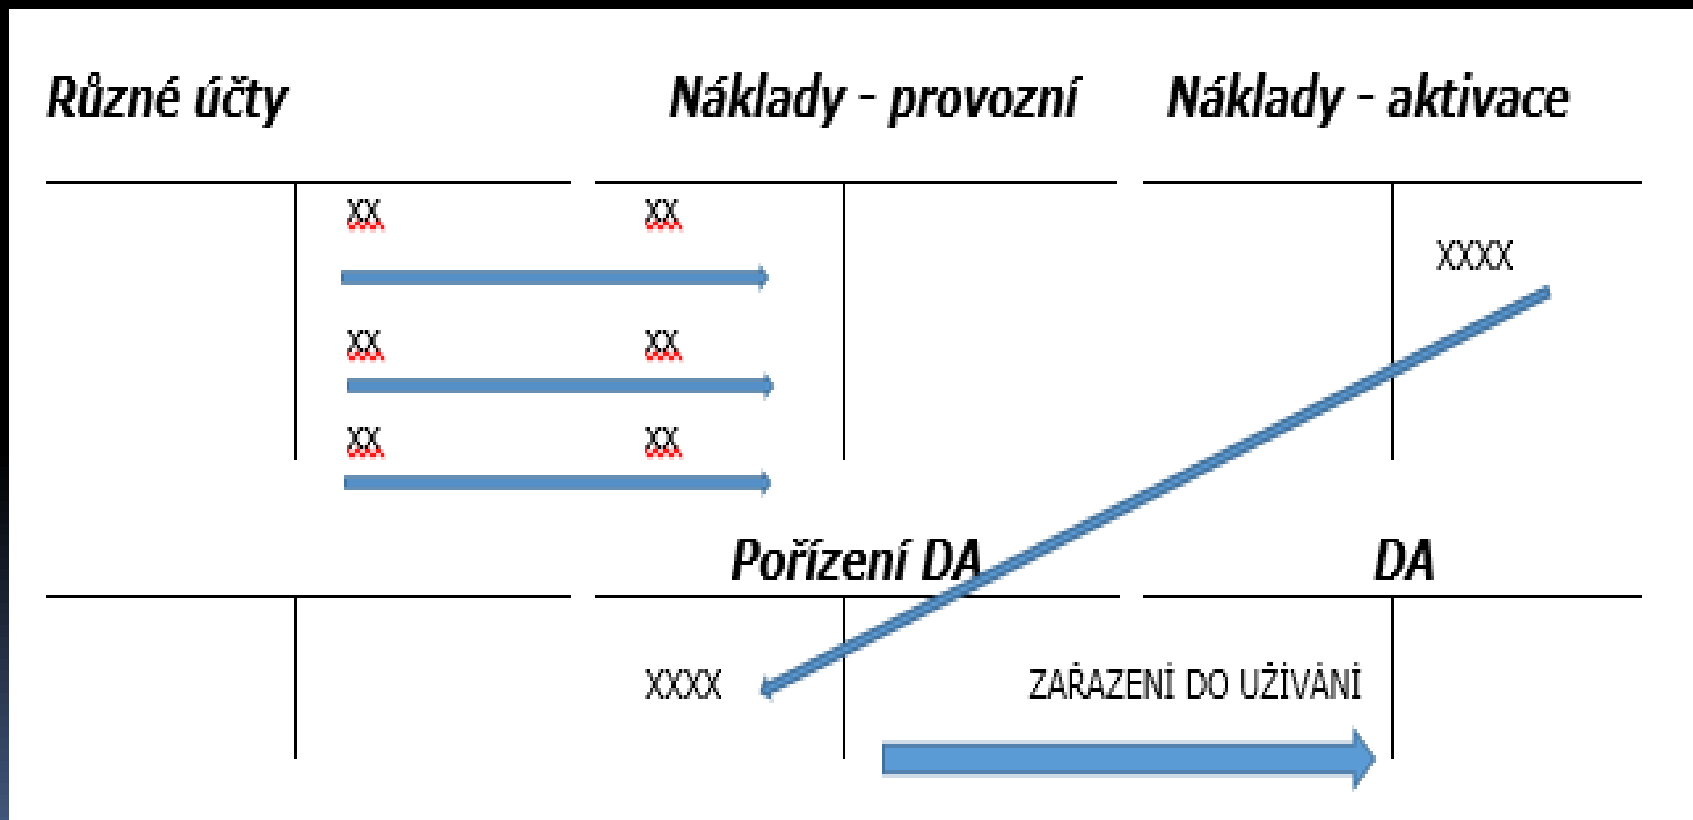 Různé účty Náklady - provozní Náklady - aktivace
XX XX
XXXX
XX XX
XX XX
Pořízení DA DA
XXXX ZAŘAZENÍ DO UŽÍVÁNÍ